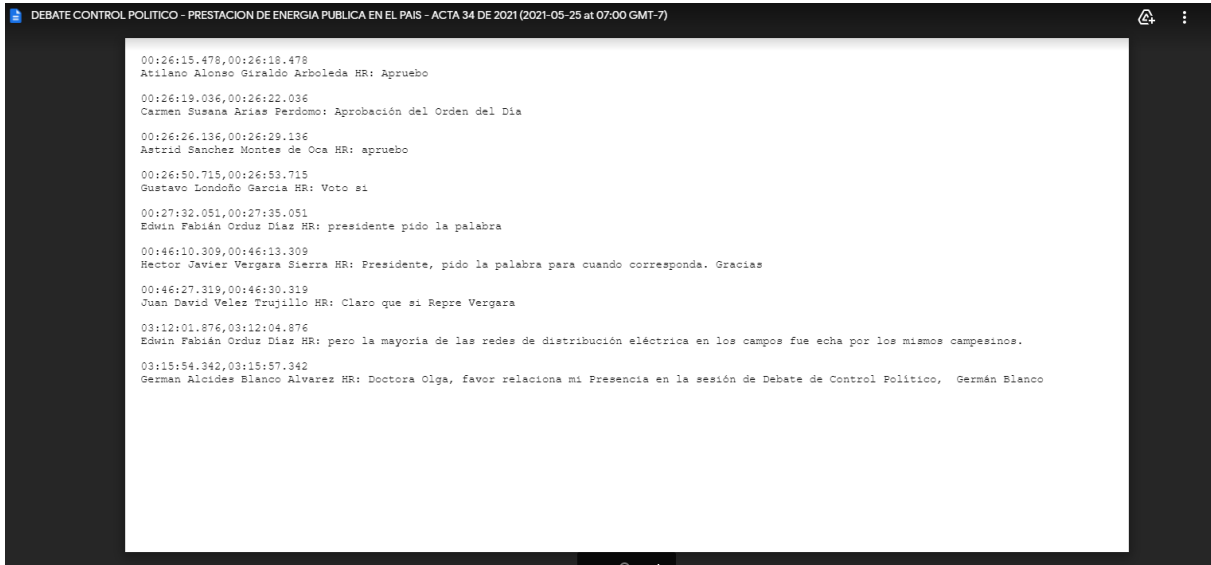 DEBATE CONTROL POLITICO - PRESTACION DE ENERGIA PUBLICA EN EL PAIS - ACTA 34 DE 2021 (2021-05-25 at 07:00 GMT-7)
00:26:15.478,00:26:18.478
Atilano Alonso Giraldo Arboleda HR: Apruebo
00:26:19.036,00:26:22.036
Carmen Susana Arias Perdomo: Aprobación del Orden del Día
00:26:26.136,00:26:29.136
Astrid Sanchez Montes de Oca HR: apruebo
00:26:50.715,00:26:53.715
Gustavo Londoño Garcia HR: Voto si
00:27:32.051,00:27:35.051
Edwin Fabián Orduz Díaz HR: presidente pido la palabra
00:46:10.309,00:46:13.309
Hector Javier Vergara Sierra HR: Presidente, pido la palabra para cuando corresponda. Gracias
00:46:27.319,00:46:30.319
Juan David Velez Trujillo HR: Claro que si Repre Vergara
03:12:01.876,03:12:04.876
Edwin Fabián Orduz Díaz HR: pero la mayoría de las redes de distribución eléctrica en los campos fue echa por los mismos campesinos.
03:15:54.342,03:15:57.342
German Alcides Blanco Alvarez HR: Doctora Olga, favor relaciona mi Presencia en la sesión de Debate de Control Político,  Germán Blanco